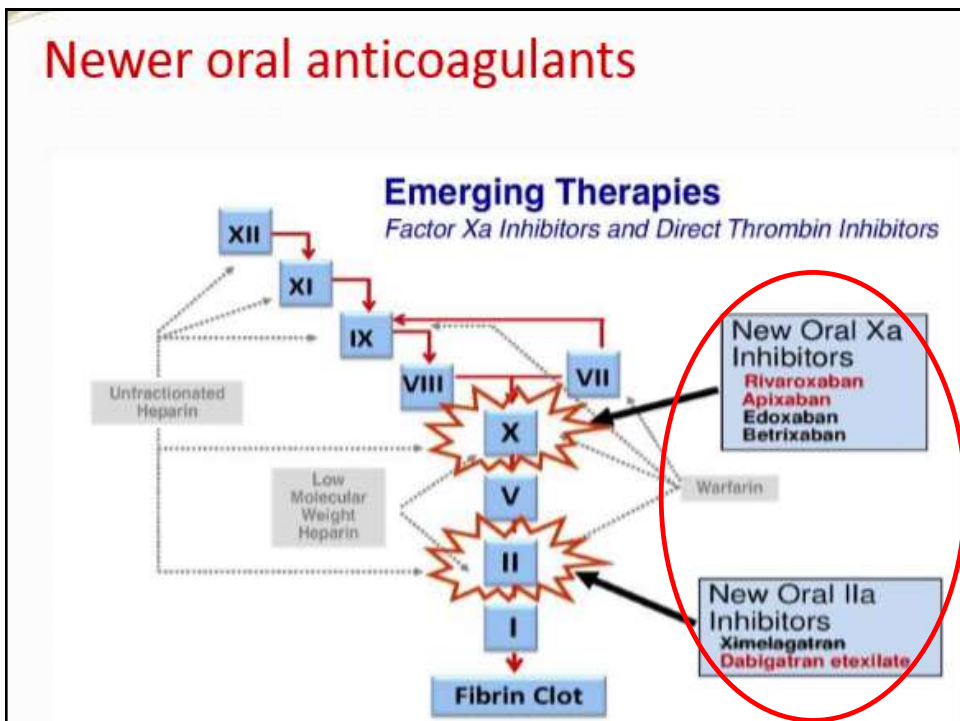 Newer oral anticoagulants
Emerging Therapies
Factor Xa Inhibitors and Direct Thrombin Inhibitors
XII
XI
IX
VIII
VII
X
V
II
I
Fibrin Clot
Unfractionated
Heparin
Low
Molecular
Weight
Heparin
Warfarin
New Oral Xa
Inhibitors
Rivaroxaban
Apixaban
Edoxaban
Betrixaban
New Oral IIa
Inhibitors
Ximelagatran
Dabigatran etexilate